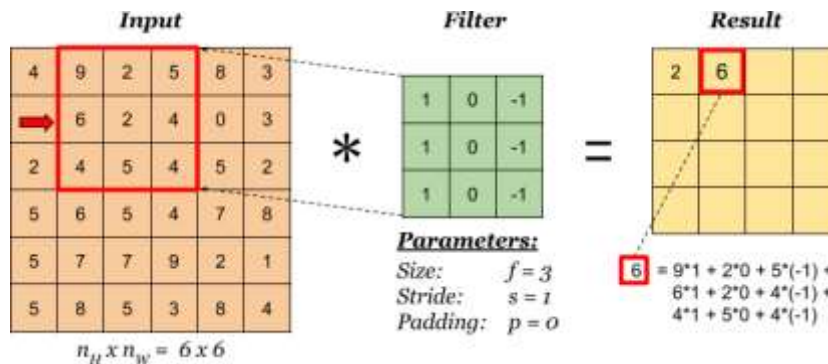 Input Filter Result
4 9 2 5 8 3
6 2 4 0 3
2 4 5 4 5 2
5 6 5 4 7 8
5 7 7 9 2 1
5 8 5 3 8 4
n_H x n_W = 6 x 6
*
1 0 -1
1 0 -1
1 0 -1
Parameters:
Size: f = 3
Stride: s = 1
Padding: p = 0
=
2 6
6 = 9*1 + 2*0 + 5*(-1) +
6*1 + 2*0 + 4*(-1) +
4*1 + 5*0 + 4*(-1)